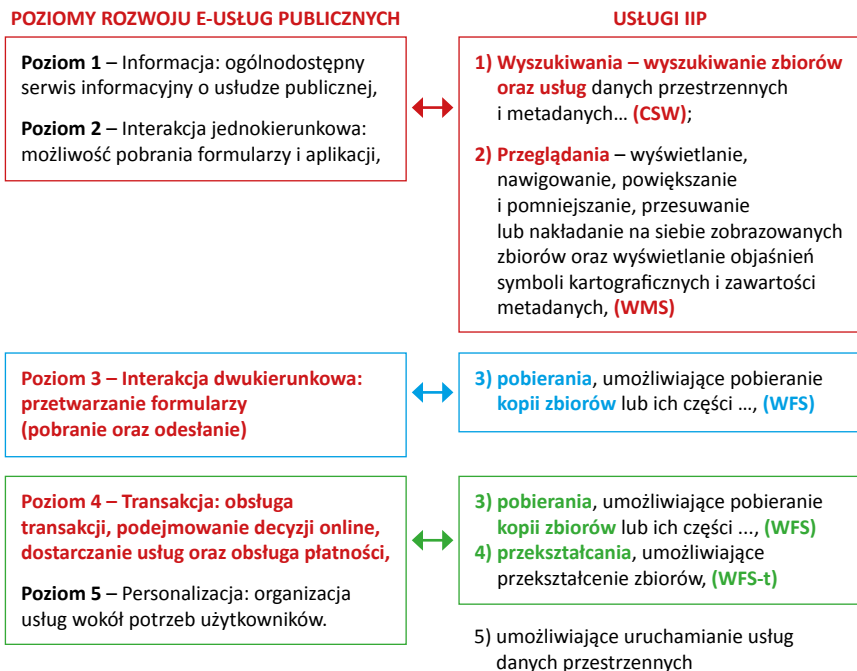 POZIOMY ROZWOJU E-USŁUG PUBLICZNYCH
Poziom 1 – Informacja: ogólnodostępny
serwis informacyjny o usłudze publicznej,
Poziom 2 – Interakcja jednokierunkowa:
możliwość pobrania formularzy i aplikacji,
USŁUGI IIP
1) Wyszukiwania – wyszukiwanie zbiorów
oraz usług danych przestrzennych
i metadanych... (CSW);
2) Przeglądania – wyświetlanie,
nawigowanie, powiększanie
i pomniejszanie, przesuwanie
lub nakładanie na siebie zobrazowanych
zbiorów oraz wyświetlanie objaśnień
symboli kartograficznych i zawartości
metadanych, (WMS)
Poziom 3 – Interakcja dwukierunkowa:
przetwarzanie formularzy
(pobranie oraz odesłanie)
3) pobierania, umożliwiające pobieranie
kopii zbiorów lub ich części ..., (WFS)
Poziom 4 – Transakcja: obsługa
transakcji, podejmowanie decyzji online,
dostarczanie usług oraz obsługa płatności,
Poziom 5 – Personalizacja: organizacja
usług wokół potrzeb użytkowników.
3) pobierania, umożliwiające pobieranie
kopii zbiorów lub ich części ..., (WFS)
4) przekształcania, umożliwiające
przekształcenie zbiorów, (WFS-t)
5) umożliwiające uruchamianie usług
danych przestrzennych